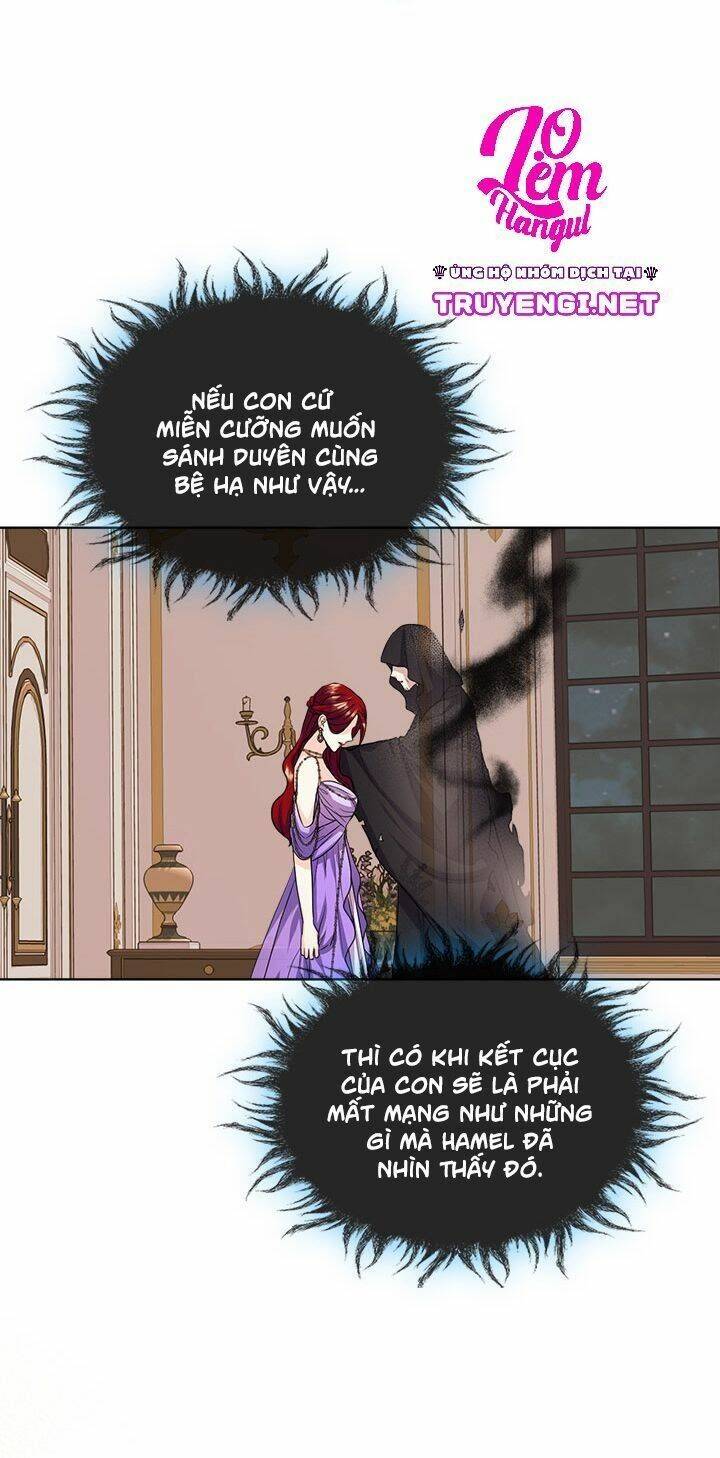 Lọ Lem
Hangul
ỦNG HỘ NHÓM DỊCH TẠI
TRUYENGI.NET
NẾU CON CỨ
MIỄN CƯỠNG MUỐN
SÁNH DUYÊN CÙNG
BỆ HẠ NHƯ VẬY...
THÌ CÓ KHI KẾT CỤC
CỦA CON SẼ LÀ PHẢI
MẤT MẠNG NHƯ NHỮNG
GÌ MÀ HAMEL ĐÃ
NHÌN THẤY ĐÓ.